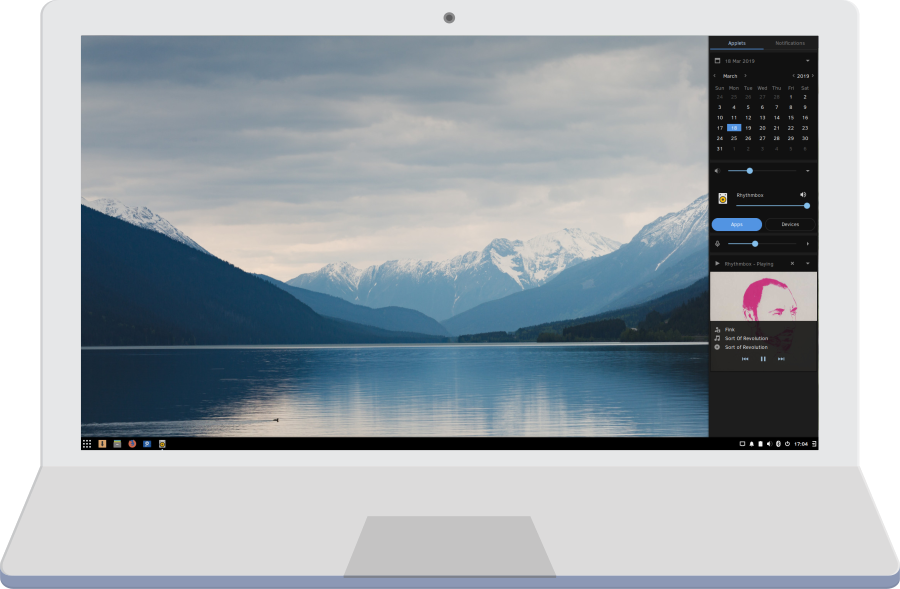 Applets Notifications
18 Mar 2019
March 2019
Sun Mon Tue Wed Thu Fri Sat
24 25 26 27 28 1 2
3 4 5 6 7 8 9
10 11 12 13 14 15 16
17 18 19 20 21 22 23
24 25 26 27 28 29 30
31 1 2 3 4 5 6
Rhythmbox
Apps Devices
Rhythmbox - Playing
Fink
Sort Of Revolution
Sort of Revolution
17:04